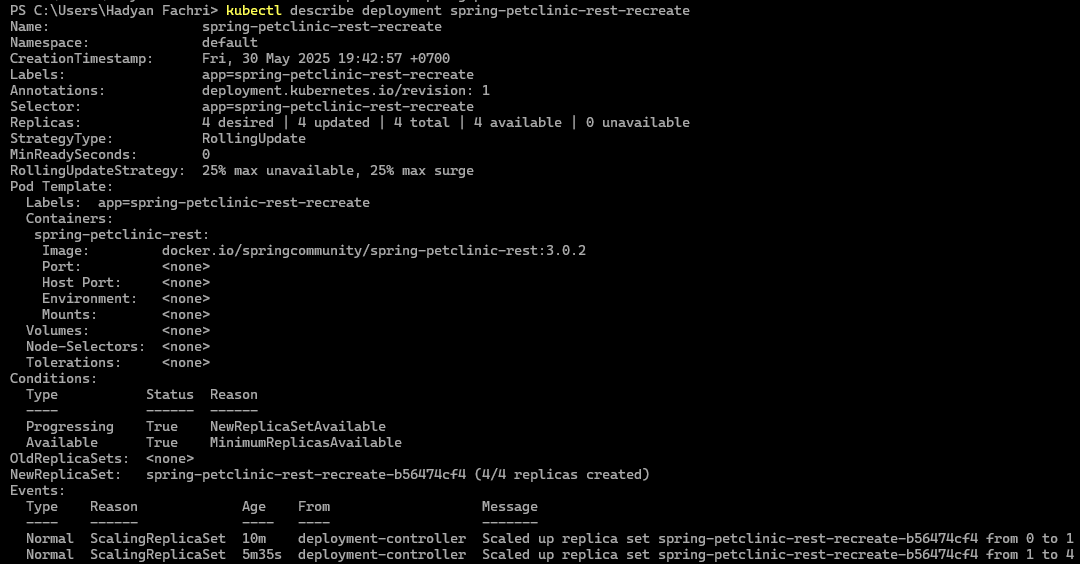 PS C:\Users\Hadyan Fachri> kubectl describe deployment spring-petclinic-rest-recreate
Name:                   spring-petclinic-rest-recreate
Namespace:              default
CreationTimestamp:      Fri, 30 May 2025 19:42:57 +0700
Labels:                 app=spring-petclinic-rest-recreate
Annotations:            deployment.kubernetes.io/revision: 1
Selector:               app=spring-petclinic-rest-recreate
Replicas:               4 desired | 4 updated | 4 total | 4 available | 0 unavailable
StrategyType:           RollingUpdate
MinReadySeconds:        0
RollingUpdateStrategy:  25% max unavailable, 25% max surge
Pod Template:
  Labels:  app=spring-petclinic-rest-recreate
  Containers:
   spring-petclinic-rest:
    Image:         docker.io/springcommunity/spring-petclinic-rest:3.0.2
    Port:          <none>
    Host Port:     <none>
    Environment:   <none>
    Mounts:        <none>
  Volumes:         <none>
  Node-Selectors:  <none>
  Tolerations:     <none>
Conditions:
  Type           Status  Reason
  ----           ------  ------
  Progressing    True    NewReplicaSetAvailable
  Available      True    MinimumReplicasAvailable
OldReplicaSets:  <none>
NewReplicaSet:   spring-petclinic-rest-recreate-b56474cf4 (4/4 replicas created)
Events:
  Type    Reason             Age    From                   Message
  ----    ------             ----   ----                   -------
  Normal  ScalingReplicaSet  10m    deployment-controller  Scaled up replica set spring-petclinic-rest-recreate-b56474cf4 from 0 to 1
  Normal  ScalingReplicaSet  5m35s  deployment-controller  Scaled up replica set spring-petclinic-rest-recreate-b56474cf4 from 1 to 4